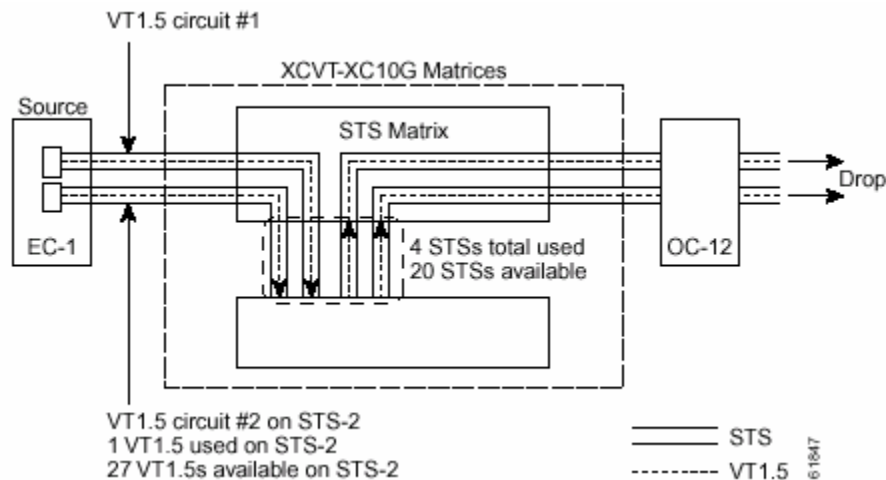 VT1.5 circuit #1
XCVT-XC10G Matrices
Source
STS Matrix
Drop
EC-1
4 STSs total used
20 STSs available
OC-12
VT1.5 circuit #2 on STS-2
1 VT1.5 used on STS-2
27 VT1.5s available on STS-2
STS
VT1.5
61847